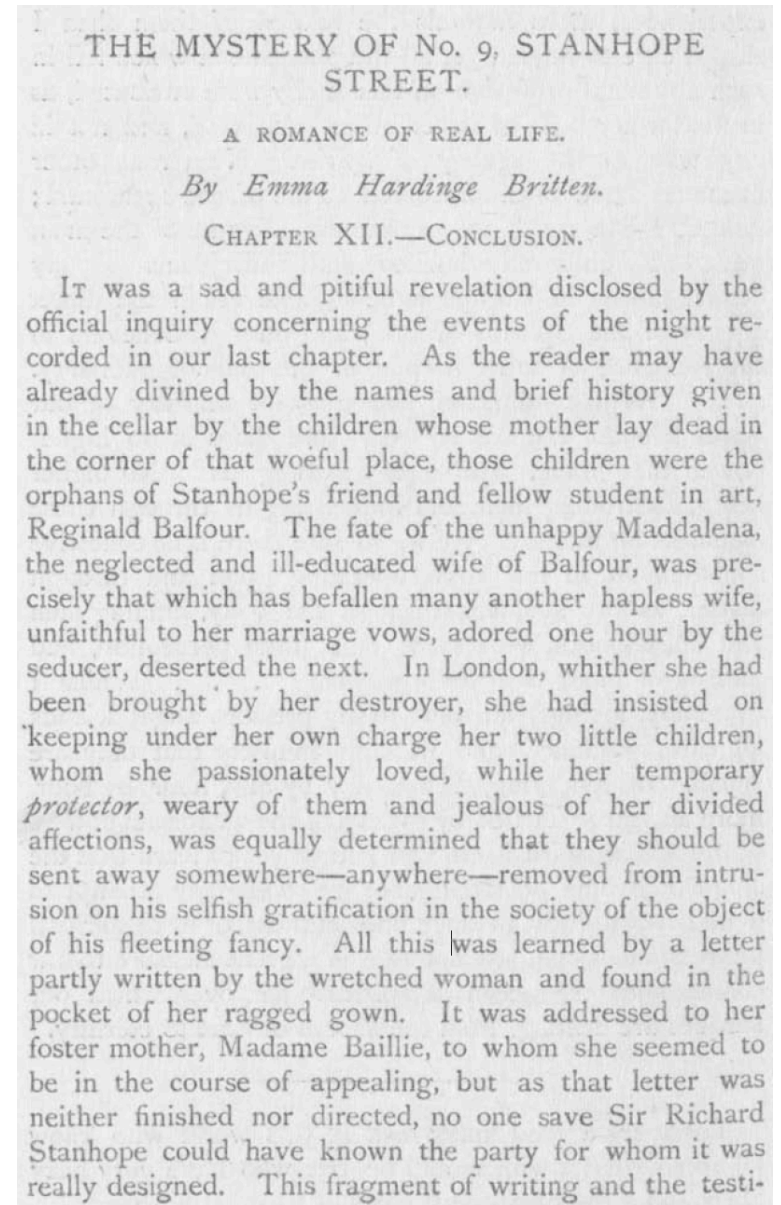 THE MYSTERY OF No. 9, STANHOPE
STREET.
A ROMANCE OF REAL LIFE.
By Emma Hardinge Britten.
CHAPTER XII.—CONCLUSION.
IT was a sad and pitiful revelation disclosed by the
official inquiry concerning the events of the night re-
corded in our last chapter. As the reader may have
already divined by the names and brief history given
in the cellar by the children whose mother lay dead in
the corner of that woeful place, those children were the
orphans of Stanhope's friend and fellow student in art,
Reginald Balfour. The fate of the unhappy Maddalena,
the neglected and ill-educated wife of Balfour, was pre-
cisely that which has befallen many another hapless wife,
unfaithful to her marriage vows, adored one hour by the
seducer, deserted the next. In London, whither she had
been brought by her destroyer, she had insisted on
keeping under her own charge her two little children,
whom she passionately loved, while her temporary
protector, weary of them and jealous of her divided
affections, was equally determined that they should be
sent away somewhere—anywhere—removed from intru-
sion on his selfish gratification in the society of the object
of his fleeting fancy. All this was learned by a letter
partly written by the wretched woman and found in the
pocket of her ragged gown. It was addressed to her
foster mother, Madame Baillie, to whom she seemed to
be in the course of appealing, but as that letter was
neither finished nor directed, no one save Sir Richard
Stanhope could have known the party for whom it was
really designed. This fragment of writing and the testi-